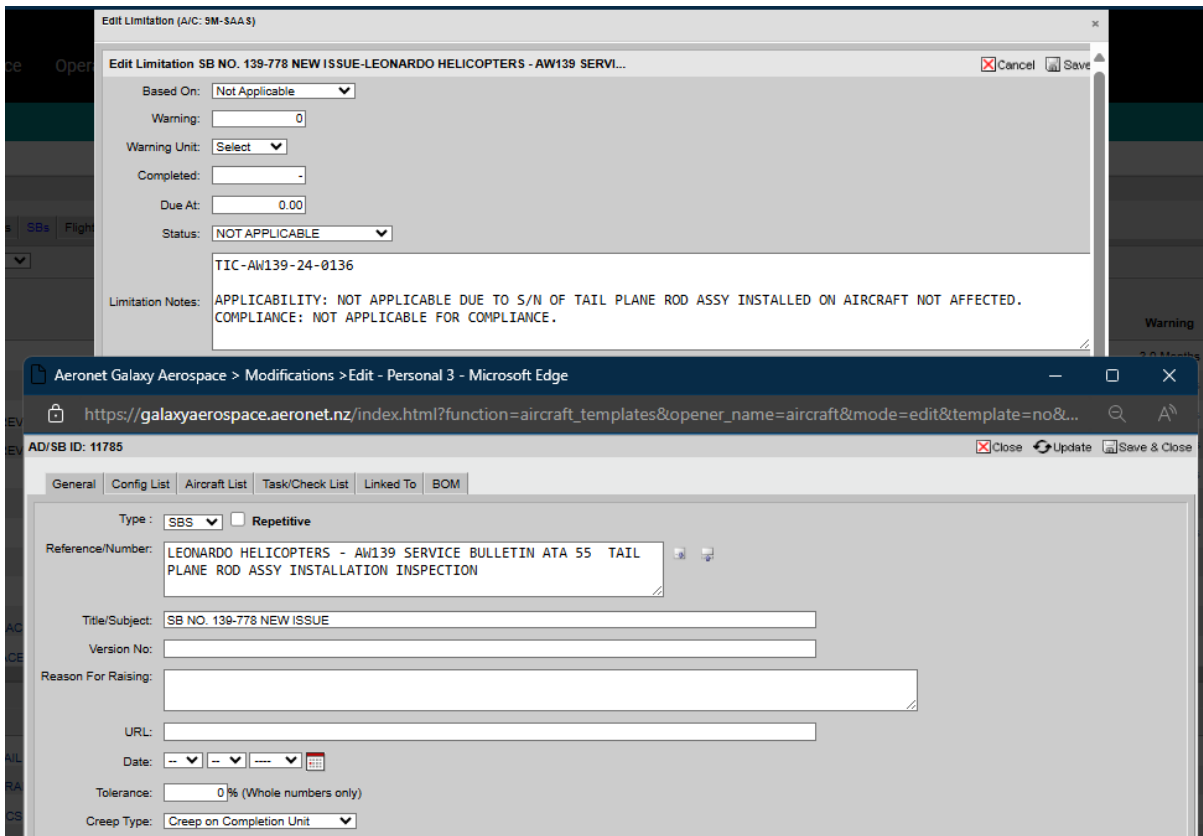 Edit Limitation (A/C: 9M-SAAS)
ce Opera
Edit Limitation SB NO. 139-778 NEW ISSUE-LEONARDO HELICOPTERS - AW139 SERVI...
Cancel Save
Based On: Not Applicable
Warning: 0
Warning Unit: Select
Completed: -
Due At: 0.00
s SBs Flight
Status: NOT APPLICABLE
Limitation Notes:
TIC-AW139-24-0136
APPLICABILITY: NOT APPLICABLE DUE TO S/N OF TAIL PLANE ROD ASSY INSTALLED ON AIRCRAFT NOT AFFECTED.
COMPLIANCE: NOT APPLICABLE FOR COMPLIANCE.
Warning
Aeronet Galaxy Aerospace > Modifications >Edit - Personal 3 - Microsoft Edge
https://galaxyaerospace.aeronet.nz/index.html?function=aircraft_templates&opener_name=aircraft&mode=edit&template=no&...
AD/SB ID: 11785
Close Update Save & Close
General Config List Aircraft List Task/Check List Linked To BOM
Type : SBS Repetitive
Reference/Number: LEONARDO HELICOPTERS - AW139 SERVICE BULLETIN ATA 55 TAIL
PLANE ROD ASSY INSTALLATION INSPECTION
Title/Subject: SB NO. 139-778 NEW ISSUE
Version No:
Reason For Raising:
URL:
Date: -- -- ----
Tolerance: 0 % (Whole numbers only)
Creep Type: Creep on Completion Unit